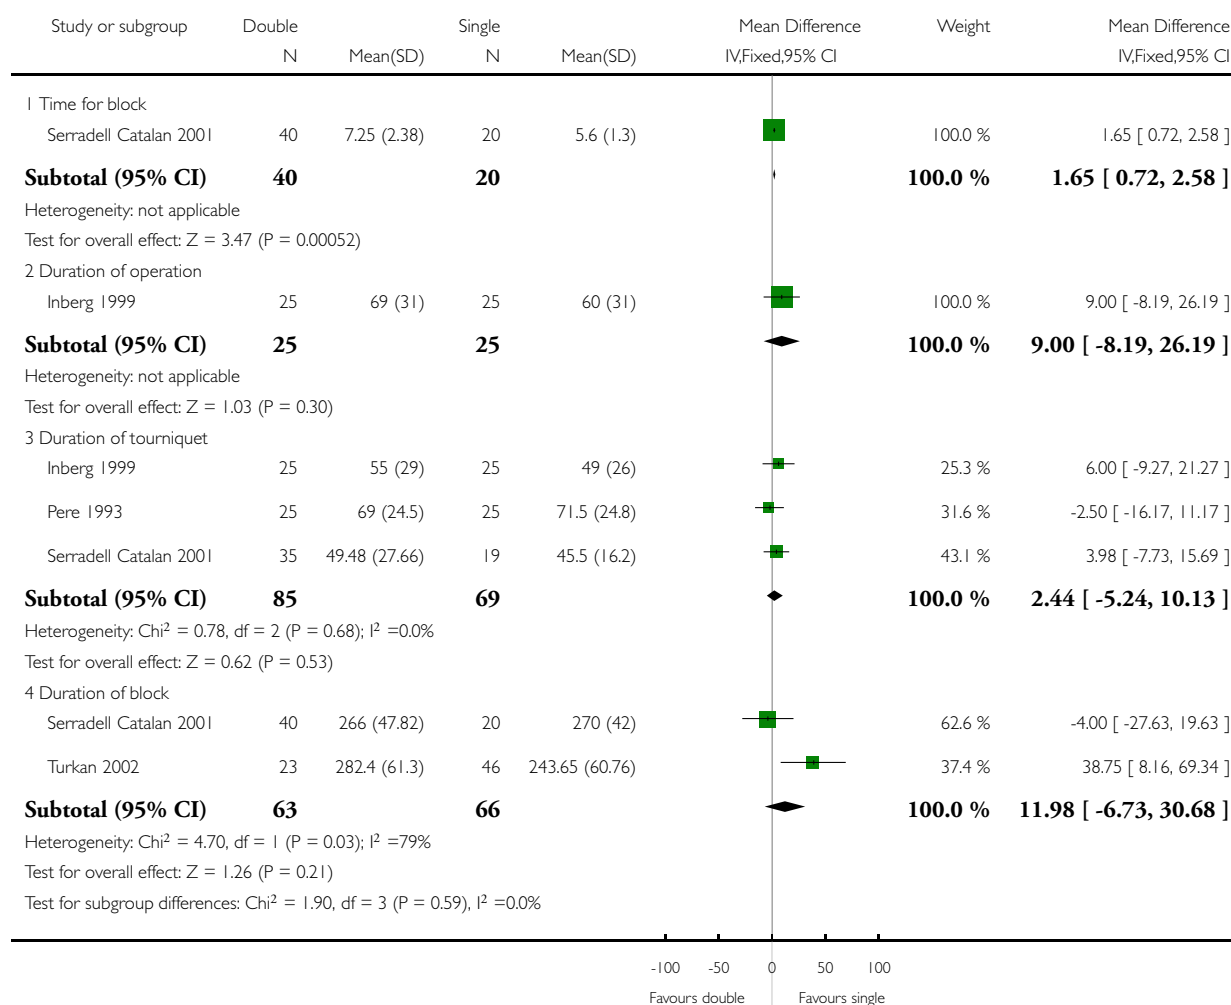 Study or subgroup Double Single Mean Difference Weight Mean Difference
N Mean(SD) N Mean(SD) IV,Fixed,95% CI IV,Fixed,95% CI
1 Time for block
Serradell Catalan 2001 40 7.25 (2.38) 20 5.6 (1.3) 100.0 % 1.65 [ 0.72, 2.58 ]
Subtotal (95% CI) 40 20 100.0 % 1.65 [ 0.72, 2.58 ]
Heterogeneity: not applicable
Test for overall effect: Z = 3.47 (P = 0.00052)
2 Duration of operation
Inberg 1999 25 69 (31) 25 60 (31) 100.0 % 9.00 [ -8.19, 26.19 ]
Subtotal (95% CI) 25 25 100.0 % 9.00 [ -8.19, 26.19 ]
Heterogeneity: not applicable
Test for overall effect: Z = 1.03 (P = 0.30)
3 Duration of tourniquet
Inberg 1999 25 55 (29) 25 49 (26) 25.3 % 6.00 [ -9.27, 21.27 ]
Pere 1993 25 69 (24.5) 25 71.5 (24.8) 31.6 % -2.50 [ -16.17, 11.17 ]
Serradell Catalan 2001 35 49.48 (27.66) 19 45.5 (16.2) 43.1 % 3.98 [ -7.73, 15.69 ]
Subtotal (95% CI) 85 69 100.0 % 2.44 [ -5.24, 10.13 ]
Heterogeneity: Chi² = 0.78, df = 2 (P = 0.68); I² =0.0%
Test for overall effect: Z = 0.62 (P = 0.53)
4 Duration of block
Serradell Catalan 2001 40 266 (47.82) 20 270 (42) 62.6 % -4.00 [ -27.63, 19.63 ]
Turkan 2002 23 282.4 (61.3) 46 243.65 (60.76) 37.4 % 38.75 [ 8.16, 69.34 ]
Subtotal (95% CI) 63 66 100.0 % 11.98 [ -6.73, 30.68 ]
Heterogeneity: Chi² = 4.70, df = 1 (P = 0.03); I² =79%
Test for overall effect: Z = 1.26 (P = 0.21)
Test for subgroup differences: Chi² = 1.90, df = 3 (P = 0.59), I² =0.0%
-100 -50 0 50 100
Favours double Favours single